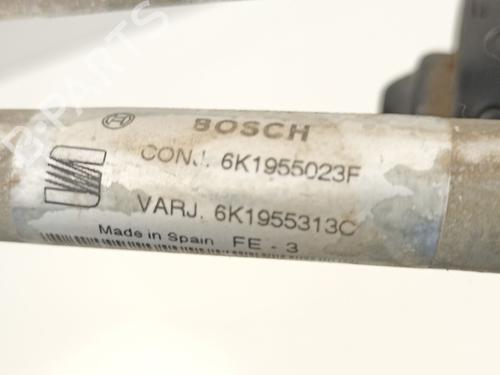 BOSCH
CONJ. 6K1955023F
VARJ. 6K1955313C
Made in Spain FE - 3
B-PARTS